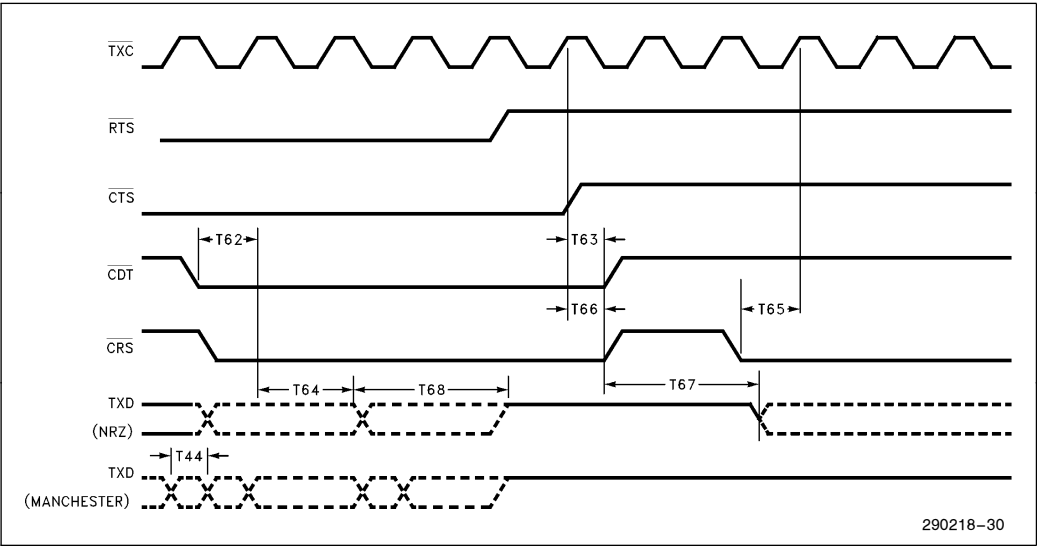 TXC
RTS
CTS
T62
T63
CDT
T66
T65
CRS
T64
T68
T67
TXD
(NRZ)
T44
TXD
(MANCHESTER)
290218–30